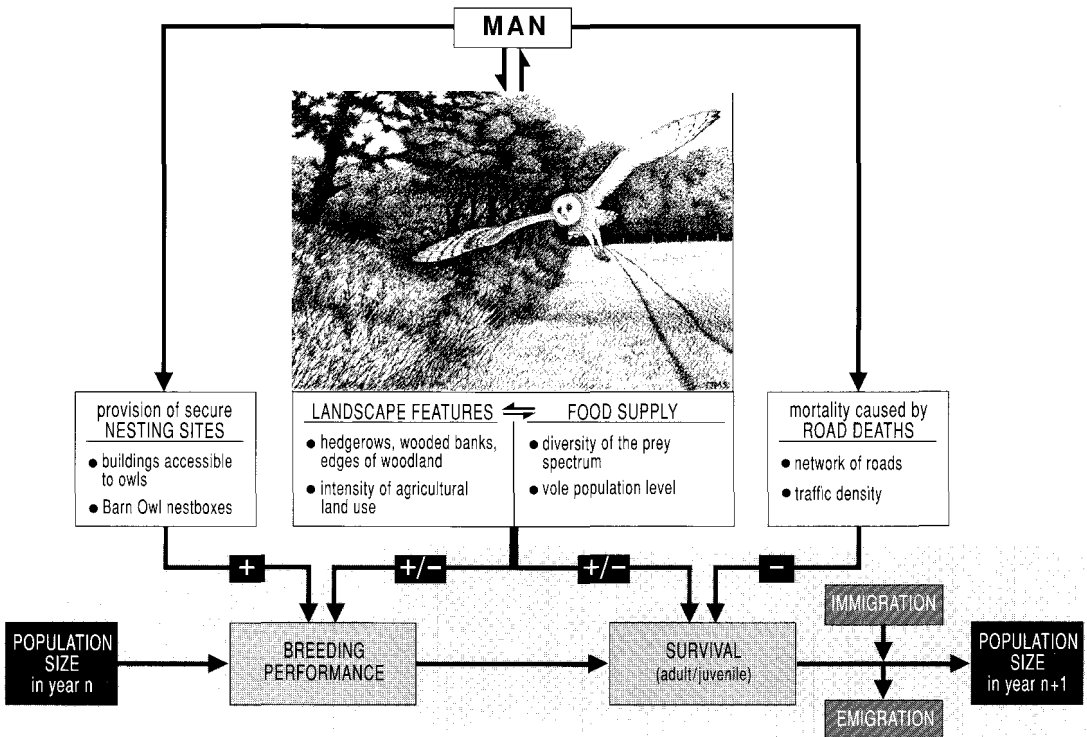 MAN
provision of secure
NESTING SITES
● buildings accessible
to owls
● Barn Owl nestboxes
LANDSCAPE FEATURES ⇌ FOOD SUPPLY
● hedgerows, wooded banks,
edges of woodland
● intensity of agricultural
land use
● diversity of the prey
spectrum
● vole population level
mortality caused by
ROAD DEATHS
● network of roads
● traffic density
+
+/−
+/−
−
POPULATION
SIZE
in year n
BREEDING
PERFORMANCE
SURVIVAL
(adult/juvenile)
IMMIGRATION
EMIGRATION
POPULATION
SIZE
in year n+1